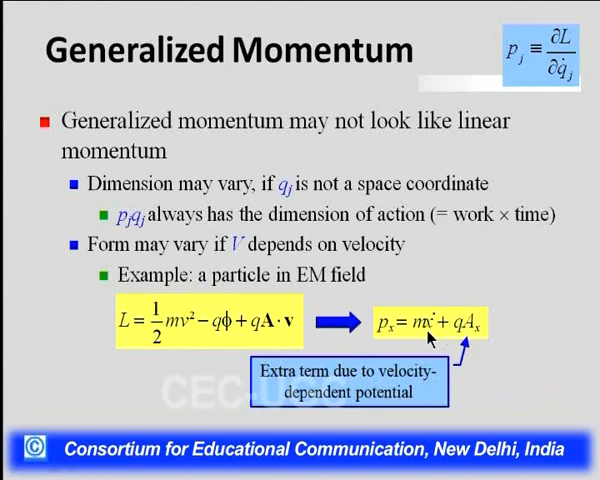 Generalized Momentum
p_j ≡ ∂L/∂q̇_j
Generalized momentum may not look like linear
momentum
Dimension may vary, if q_j is not a space coordinate
p_jq_j always has the dimension of action (= work × time)
Form may vary if V depends on velocity
Example: a particle in EM field
L = 1/2 mv² − qϕ + qA · v
p_x = mẋ + qA_x
Extra term due to velocity-
dependent potential
CEC-UGC
© Consortium for Educational Communication, New Delhi, India